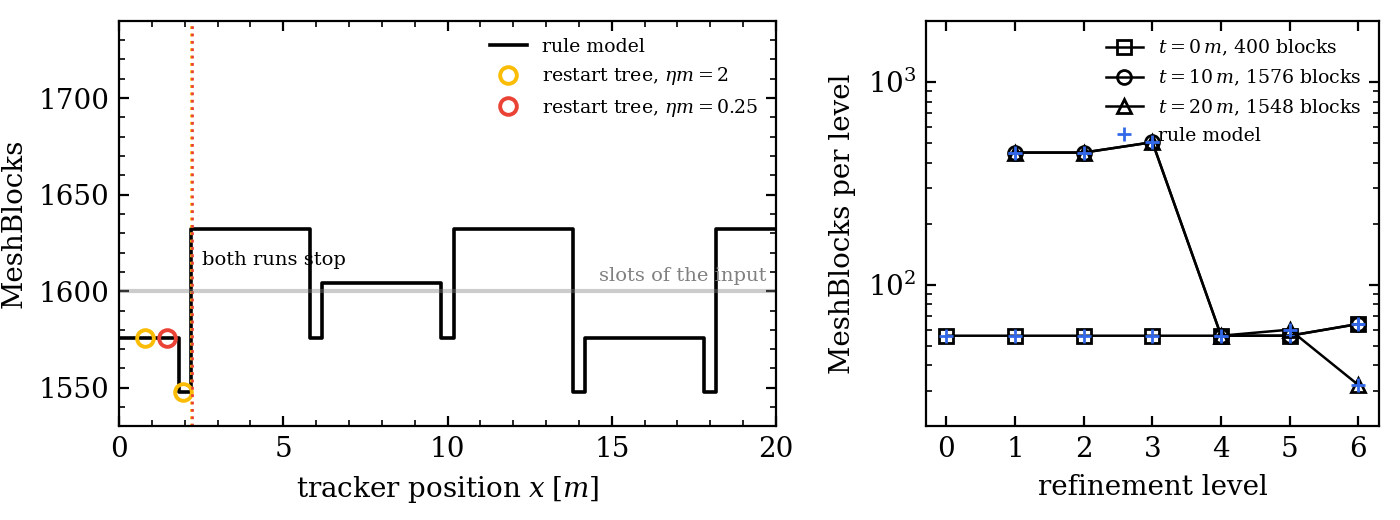 MeshBlocks
1700
1650
1600
1550
0
5
10
15
20
tracker position x [m]
rule model
restart tree, ηm = 2
restart tree, ηm = 0.25
both runs stop
slots of the input
MeshBlocks per level
10³
10²
0
1
2
3
4
5
6
refinement level
t = 0 m, 400 blocks
t = 10 m, 1576 blocks
t = 20 m, 1548 blocks
rule model